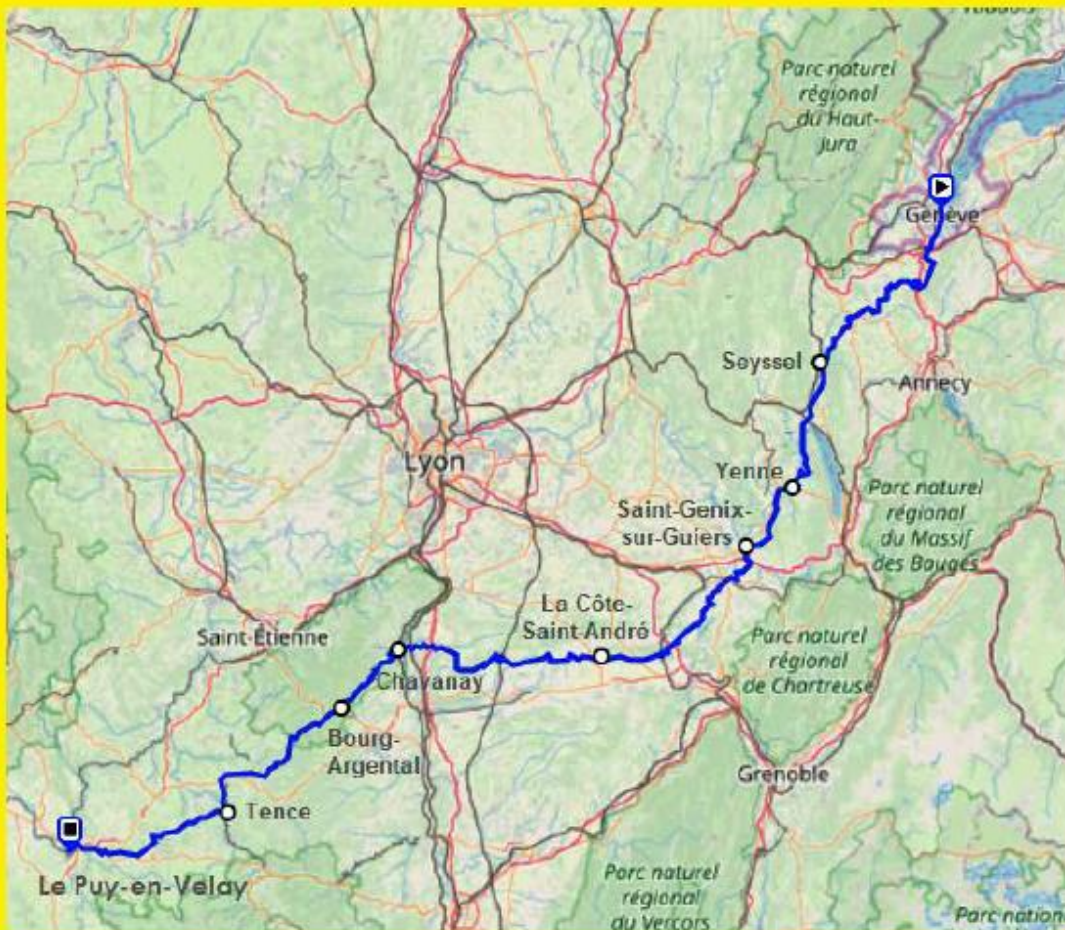 Parc naturel
régional
du Haut-
Jura
Genève
Seyssel
Annecy
Lyon
Yenne
Parc naturel
régional
du Massif
des Bauges
Saint-Genix-
sur-Guiers
La Côte-
Saint-André
Saint-Étienne
Parc naturel
régional
de Chartreuse
Chavanay
Bourg-
Argental
Grenoble
Tence
Le Puy-en-Velay
Parc naturel
régional
du Vercors
Parc nation